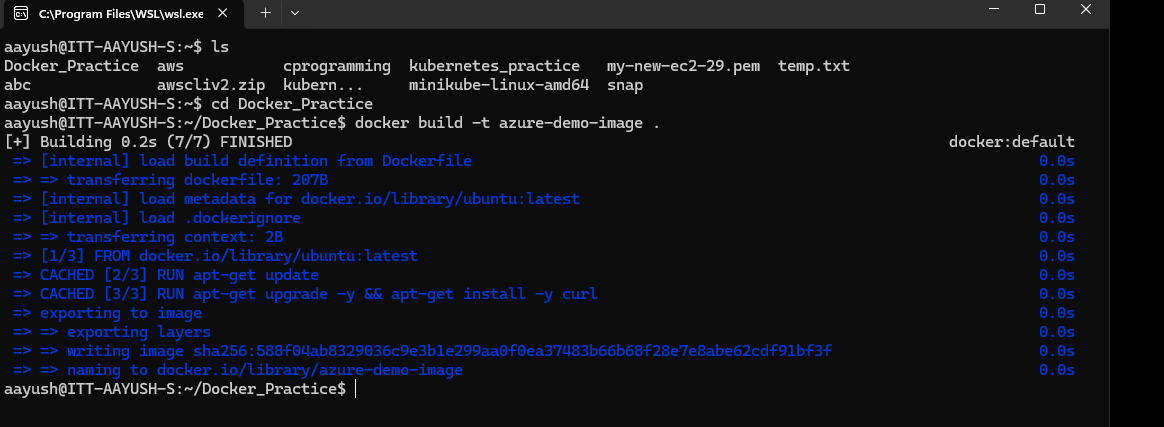 C:\Program Files\WSL\wsl.exe
aayush@ITT-AAYUSH-S:~$ ls
Docker_Practice  aws           cprogramming   kubernetes_practice   my-new-ec2-29.pem  temp.txt
abc              awscliv2.zip  kubern...      minikube-linux-amd64  snap
aayush@ITT-AAYUSH-S:~$ cd Docker_Practice
aayush@ITT-AAYUSH-S:~/Docker_Practice$ docker build -t azure-demo-image .
[+] Building 0.2s (7/7) FINISHED docker:default
=> [internal] load build definition from Dockerfile 0.0s
=> => transferring dockerfile: 207B 0.0s
=> [internal] load metadata for docker.io/library/ubuntu:latest 0.0s
=> [internal] load .dockerignore 0.0s
=> => transferring context: 2B 0.0s
=> [1/3] FROM docker.io/library/ubuntu:latest 0.0s
=> CACHED [2/3] RUN apt-get update 0.0s
=> CACHED [3/3] RUN apt-get upgrade -y && apt-get install -y curl 0.0s
=> exporting to image 0.0s
=> => exporting layers 0.0s
=> => writing image sha256:588f04ab8329036c9e3b1e299aa0f0ea37483b66b68f28e7e8abe62cdf91bf3f 0.0s
=> => naming to docker.io/library/azure-demo-image 0.0s
aayush@ITT-AAYUSH-S:~/Docker_Practice$